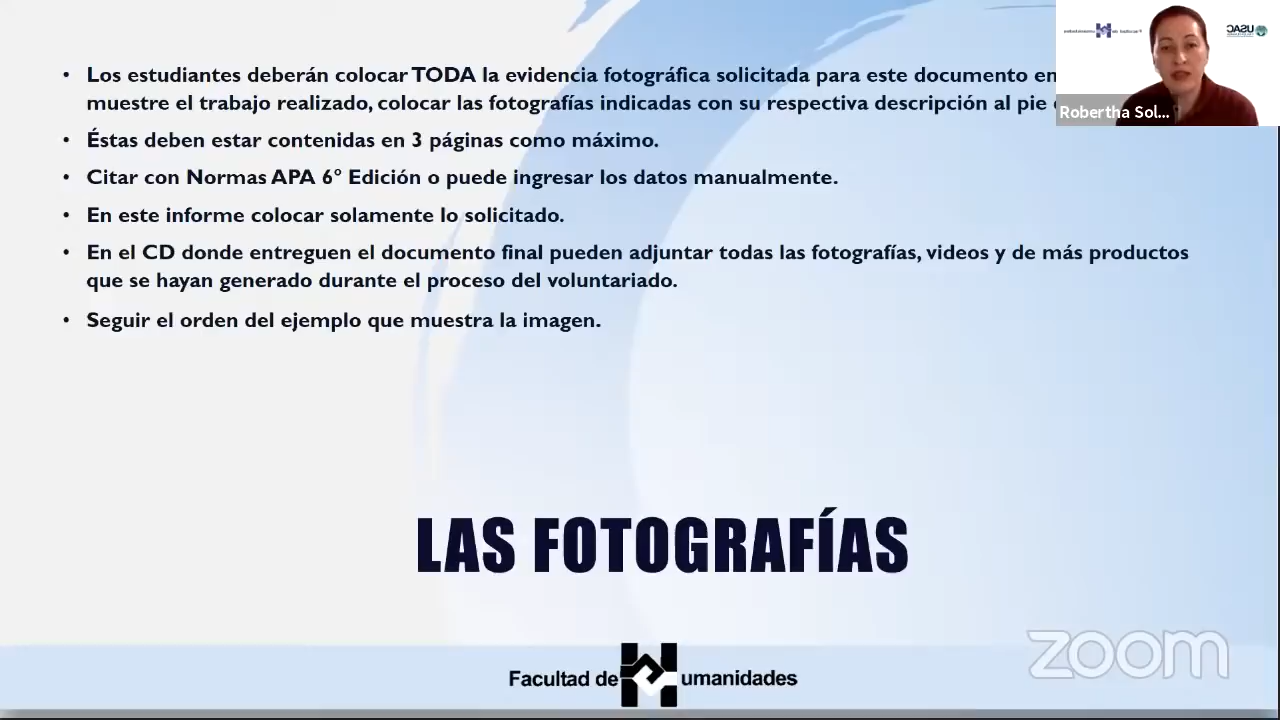 • Los estudiantes deberán colocar TODA la evidencia fotográfica solicitada para este documento en
muestre el trabajo realizado, colocar las fotografías indicadas con su respectiva descripción al pie
• Éstas deben estar contenidas en 3 páginas como máximo.
• Citar con Normas APA 6° Edición o puede ingresar los datos manualmente.
• En este informe colocar solamente lo solicitado.
• En el CD donde entreguen el documento final pueden adjuntar todas las fotografías, videos y de más productos
que se hayan generado durante el proceso del voluntariado.
• Seguir el orden del ejemplo que muestra la imagen.
USAC
Robertha Sol...
LAS FOTOGRAFÍAS
zoom
Facultad de Humanidades